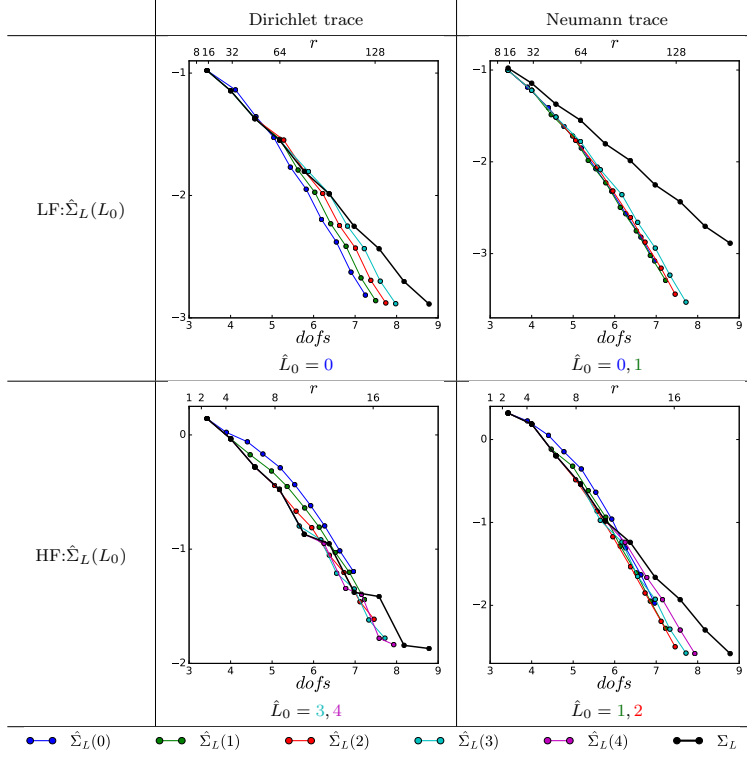 Dirichlet trace Neumann trace
r r
8 16 32 64 128 8 16 32 64 128
−1 −1
−2 −2
LF:Σ̂_L(L_0)
−3 −3
3 4 5 6 7 8 9 3 4 5 6 7 8 9
dofs dofs
L̂_0 = 0 L̂_0 = 0, 1
r r
1 2 4 8 16 1 2 4 8 16
0 0
−1 −1
HF:Σ̂_L(L_0)
−2 −2
3 4 5 6 7 8 9 3 4 5 6 7 8 9
dofs dofs
L̂_0 = 3, 4 L̂_0 = 1, 2
Σ̂_L(0) Σ̂_L(1) Σ̂_L(2) Σ̂_L(3) Σ̂_L(4) Σ_L